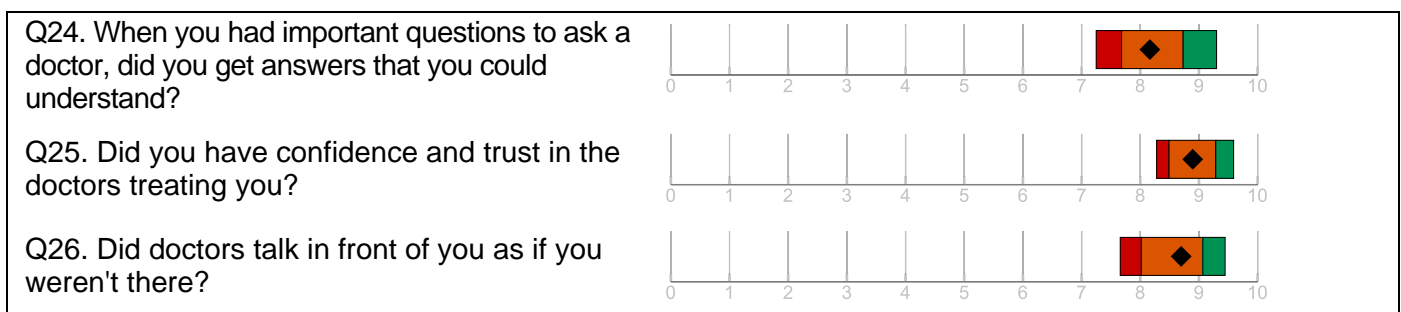 Q24. When you had important questions to ask a
doctor, did you get answers that you could
understand?
0 1 2 3 4 5 6 7 8 9 10
Q25. Did you have confidence and trust in the
doctors treating you?
0 1 2 3 4 5 6 7 8 9 10
Q26. Did doctors talk in front of you as if you
weren't there?
0 1 2 3 4 5 6 7 8 9 10